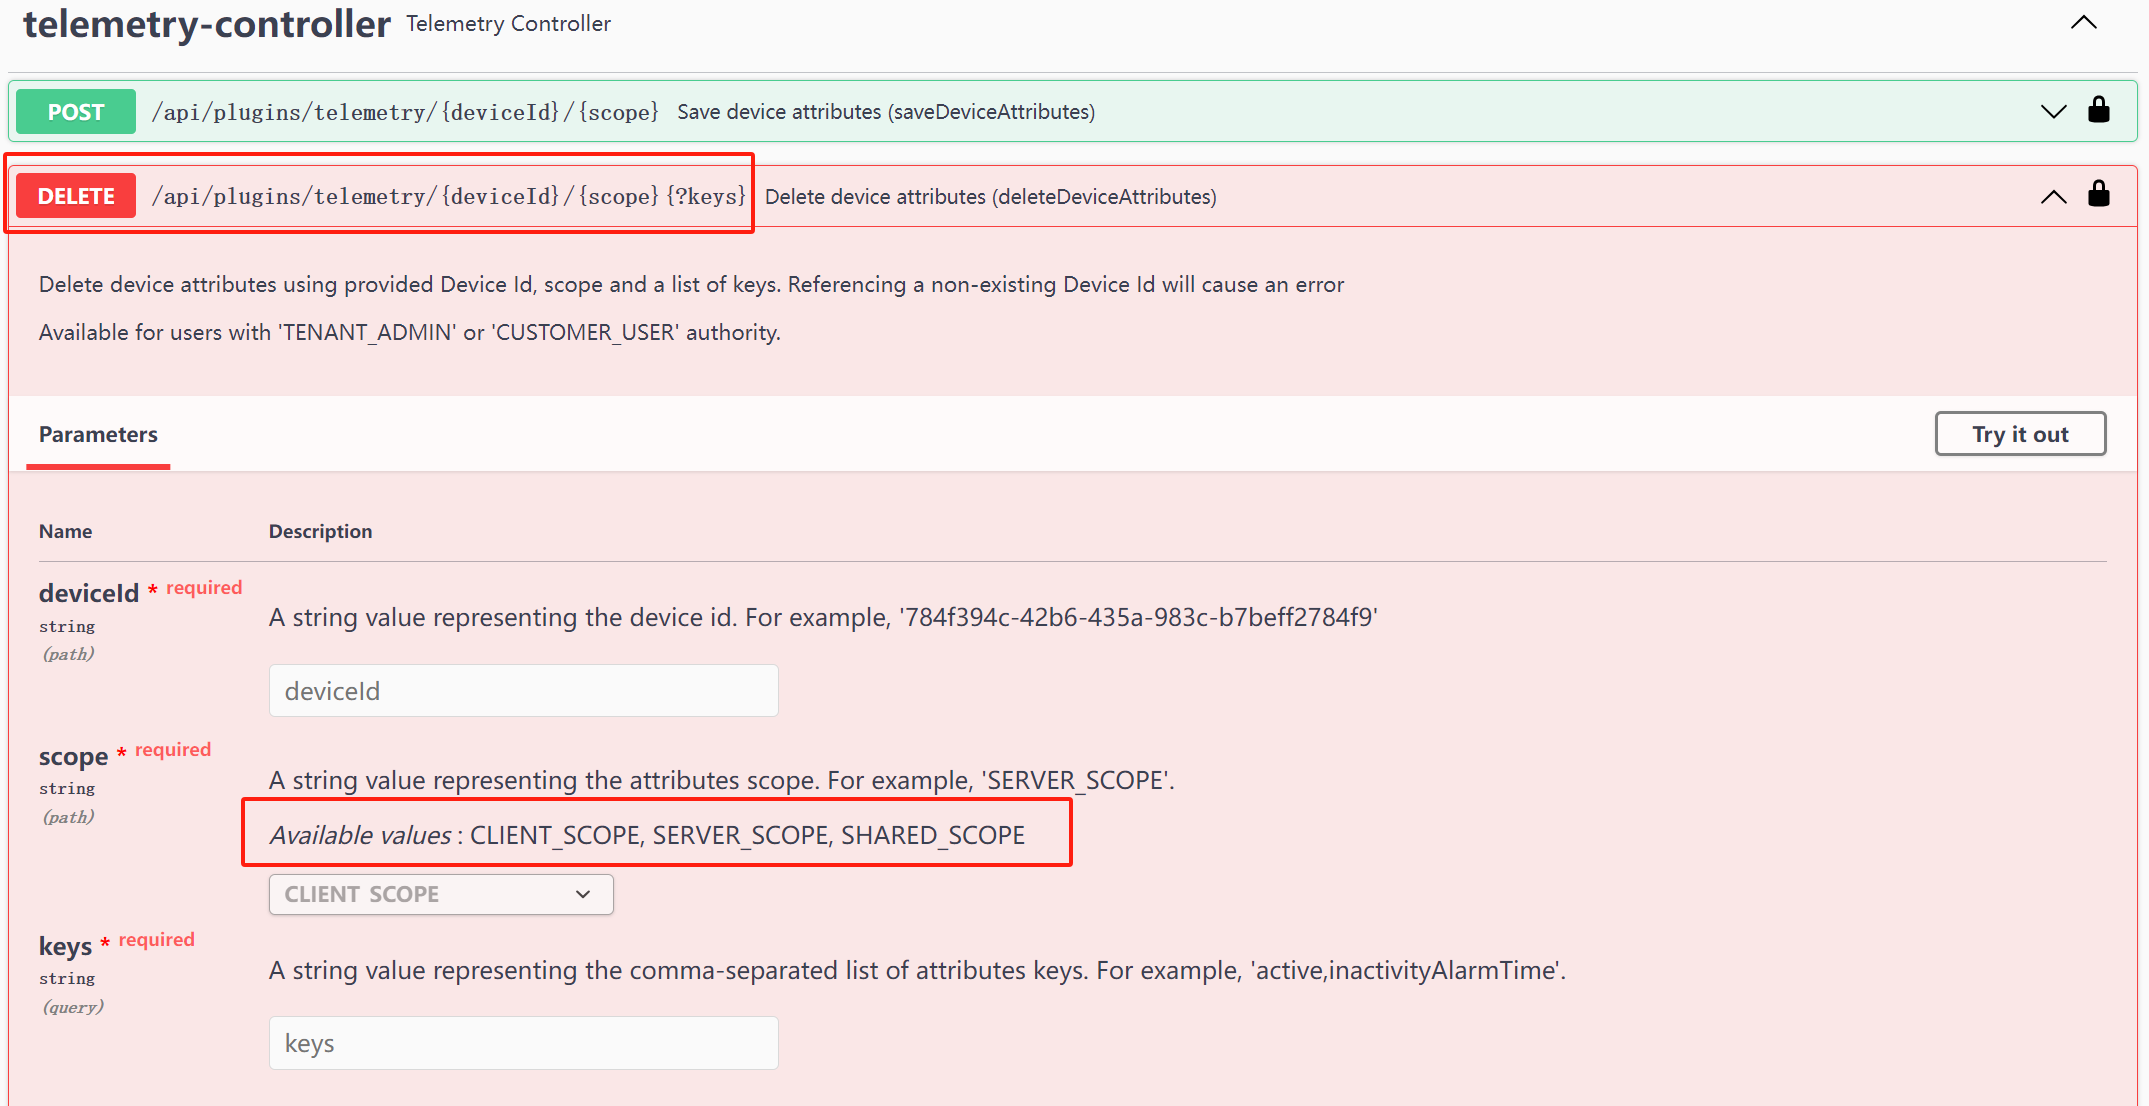 telemetry-controller Telemetry Controller
POST /api/plugins/telemetry/{deviceId}/{scope} Save device attributes (saveDeviceAttributes)
DELETE /api/plugins/telemetry/{deviceId}/{scope}{?keys} Delete device attributes (deleteDeviceAttributes)
Delete device attributes using provided Device Id, scope and a list of keys. Referencing a non-existing Device Id will cause an error
Available for users with 'TENANT_ADMIN' or 'CUSTOMER_USER' authority.
Parameters Try it out
Name Description
deviceId * required
string
(path)
A string value representing the device id. For example, '784f394c-42b6-435a-983c-b7beff2784f9'
deviceId
scope * required
string
(path)
A string value representing the attributes scope. For example, 'SERVER_SCOPE'.
Available values : CLIENT_SCOPE, SERVER_SCOPE, SHARED_SCOPE
CLIENT_SCOPE
keys * required
string
(query)
A string value representing the comma-separated list of attributes keys. For example, 'active,inactivityAlarmTime'.
keys